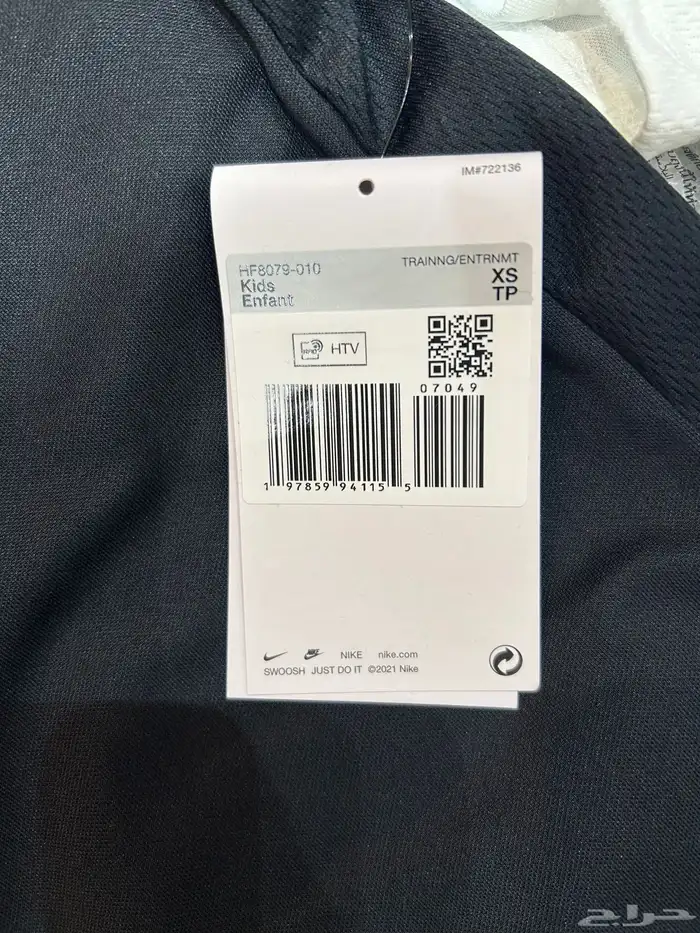 IM#722136
HF8079-010
TRAINNG/ENTRNMT
Kids
XS
Enfant
TP
HTV
07049
1 97859 94115 5
NIKE nike.com
SWOOSH JUST DO IT ©2021 Nike
حراج